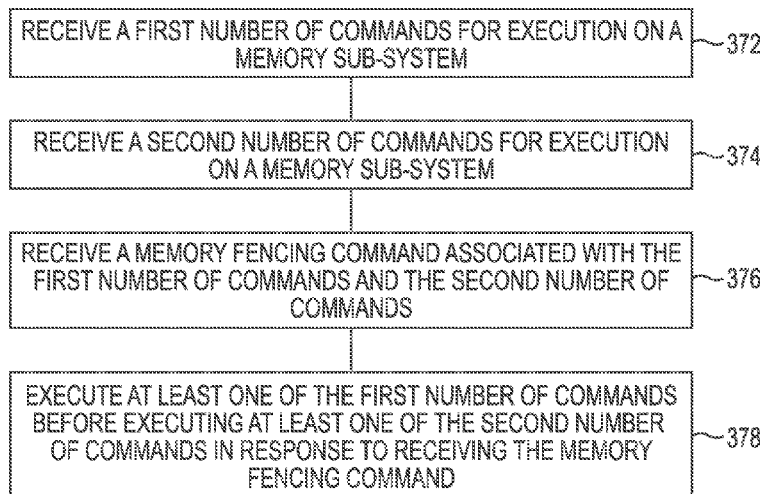 RECEIVE A FIRST NUMBER OF COMMANDS FOR EXECUTION ON A
MEMORY SUB-SYSTEM
372
RECEIVE A SECOND NUMBER OF COMMANDS FOR EXECUTION
ON A MEMORY SUB-SYSTEM
374
RECEIVE A MEMORY FENCING COMMAND ASSOCIATED WITH THE
FIRST NUMBER OF COMMANDS AND THE SECOND NUMBER OF
COMMANDS
376
EXECUTE AT LEAST ONE OF THE FIRST NUMBER OF COMMANDS
BEFORE EXECUTING AT LEAST ONE OF THE SECOND NUMBER
OF COMMANDS IN RESPONSE TO RECEIVING THE MEMORY
FENCING COMMAND
378